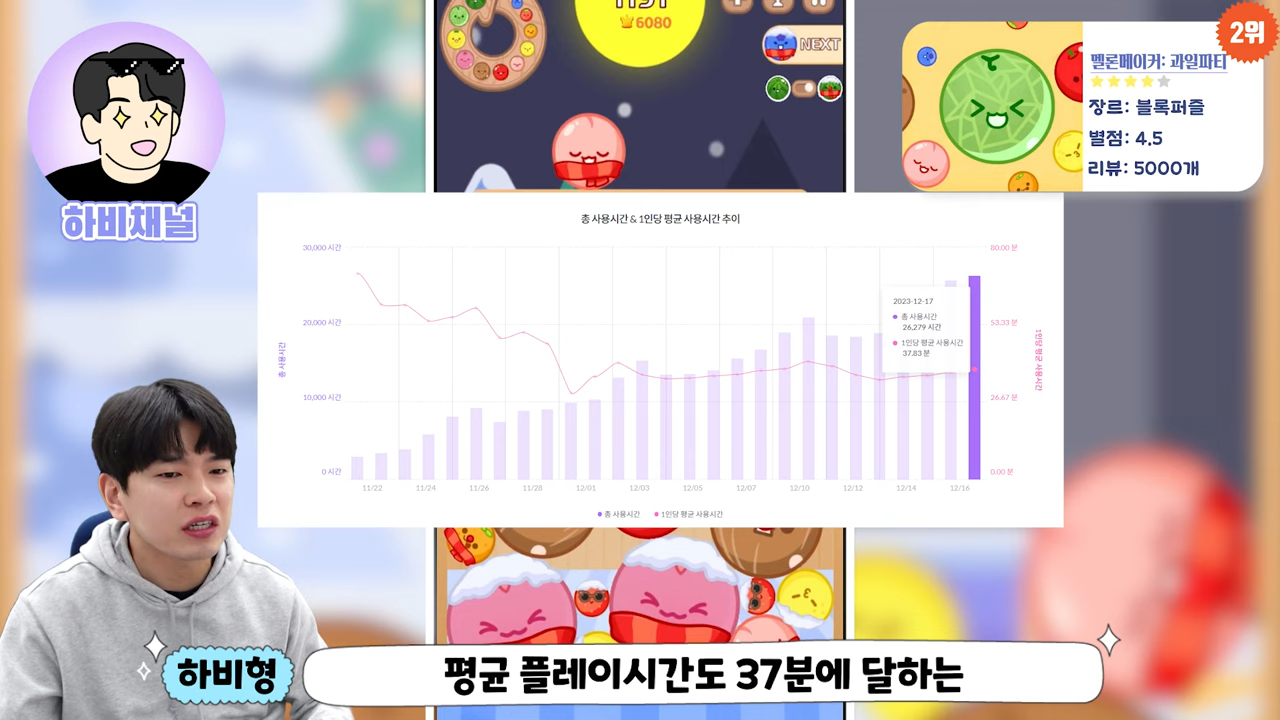 1191
6080
NEXT
2위
멜론메이커: 과일파티
장르: 블록퍼즐
별점: 4.5
리뷰: 5000개
하비채널
총 사용시간 & 1인당 평균 사용시간 추이
30,000 시간
20,000 시간
10,000 시간
0 시간
총 사용시간
80.00 분
53.33 분
26.67 분
0.00 분
1인당 평균 사용시간
2023-12-17
총 사용시간
26,279 시간
1인당 평균 사용시간
37.83 분
11/22 11/24 11/26 11/28 12/01 12/03 12/05 12/07 12/10 12/12 12/14 12/16
총 사용시간 1인당 평균 사용시간
하비형
평균 플레이시간도 37분에 달하는